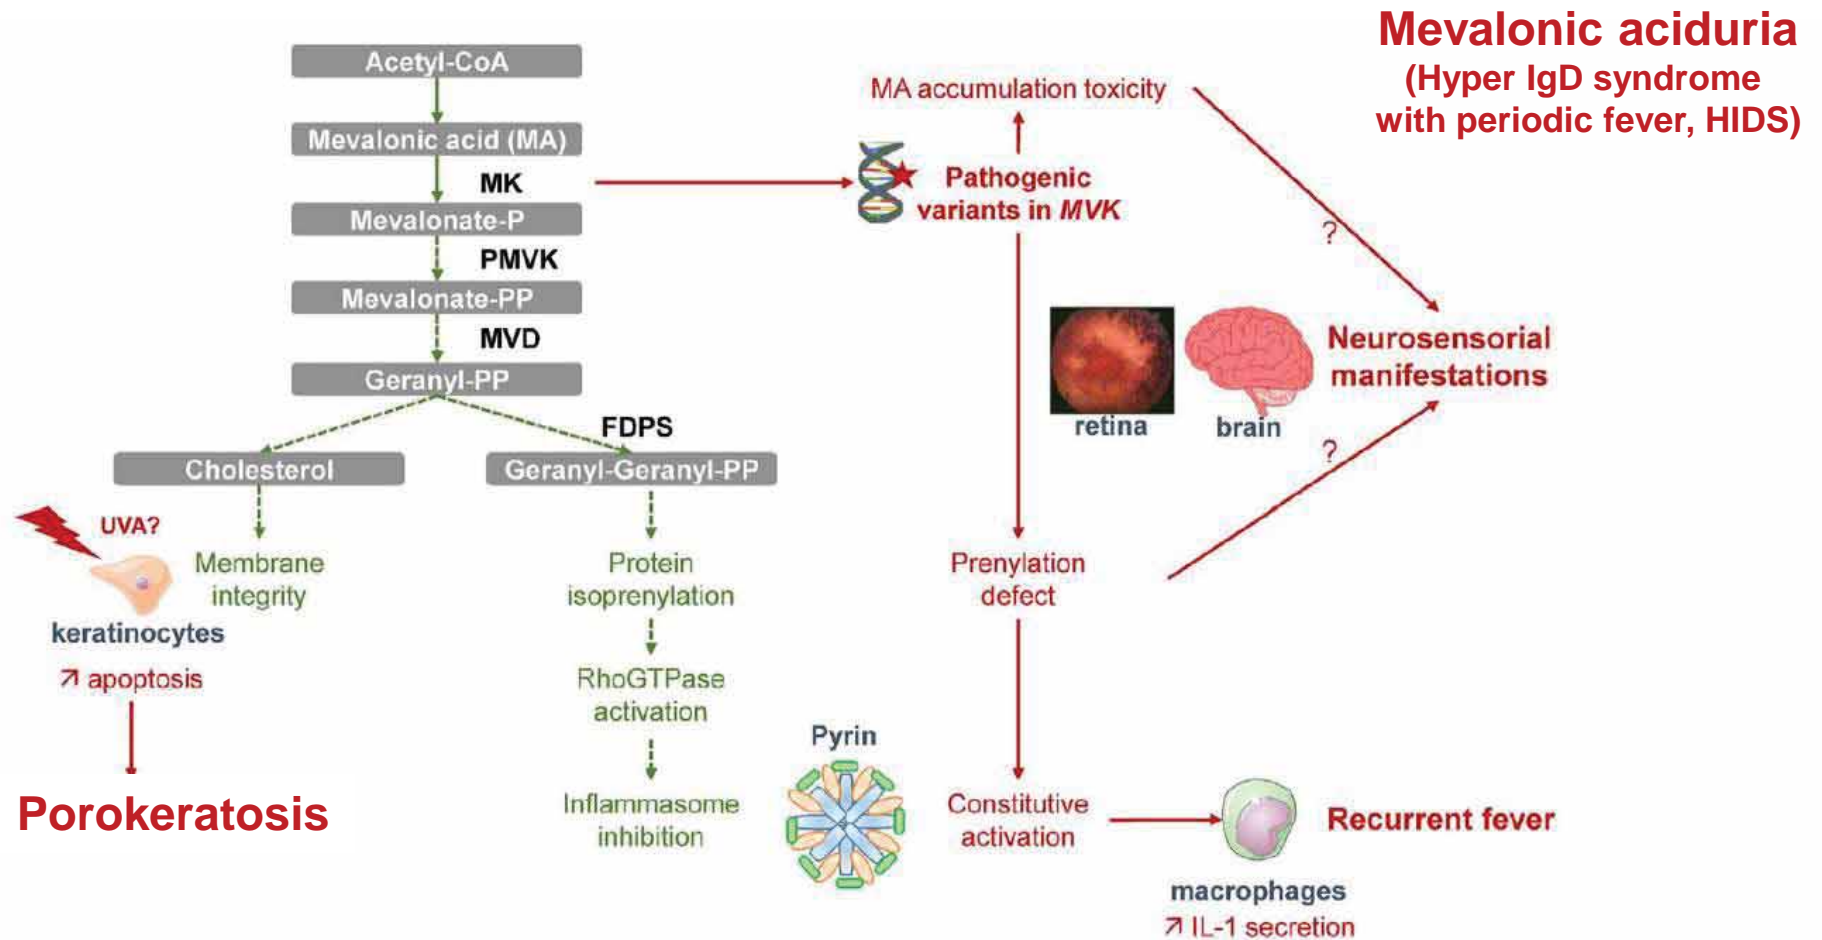 Mevalonic aciduria
(Hyper IgD syndrome
with periodic fever, HIDS)
Acetyl-CoA
Mevalonic acid (MA)
MK
Mevalonate-P
PMVK
Mevalonate-PP
MVD
Geranyl-PP
FDPS
Cholesterol
Geranyl-Geranyl-PP
UVA?
Membrane
integrity
keratinocytes
↗ apoptosis
Porokeratosis
Protein
isoprenylation
RhoGTPase
activation
Inflammasome
inhibition
Pyrin
MA accumulation toxicity
Pathogenic
variants in MVK
?
retina
brain
Neurosensorial
manifestations
?
Prenylation
defect
Constitutive
activation
macrophages
↗ IL-1 secretion
Recurrent fever